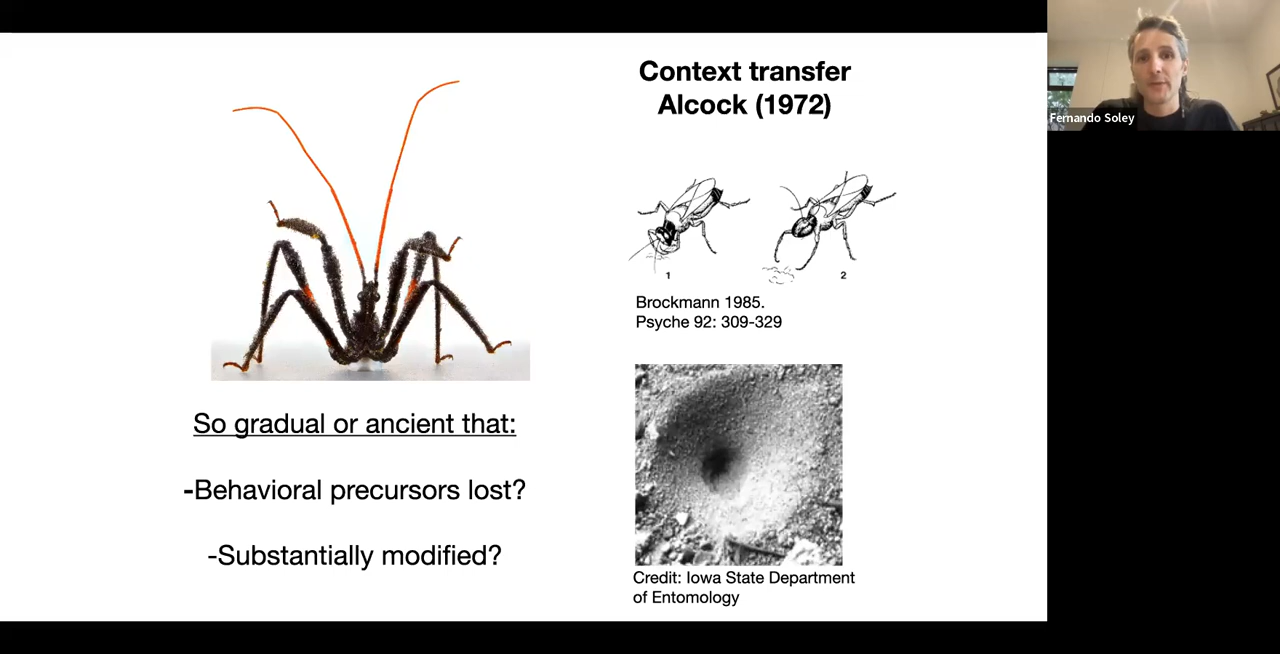 Context transfer
Alcock (1972)
1
2
Brockmann 1985.
Psyche 92: 309-329
So gradual or ancient that:
-Behavioral precursors lost?
-Substantially modified?
Credit: Iowa State Department
of Entomology
Fernando Soley